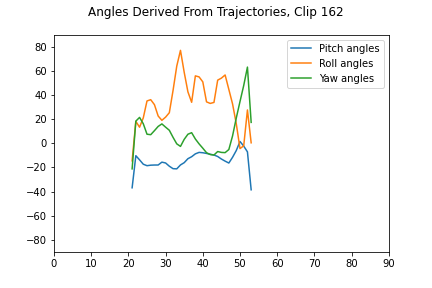 Angles Derived From Trajectories, Clip 162
Pitch angles
Roll angles
Yaw angles
80
60
40
20
0
−20
−40
−60
−80
0 10 20 30 40 50 60 70 80 90